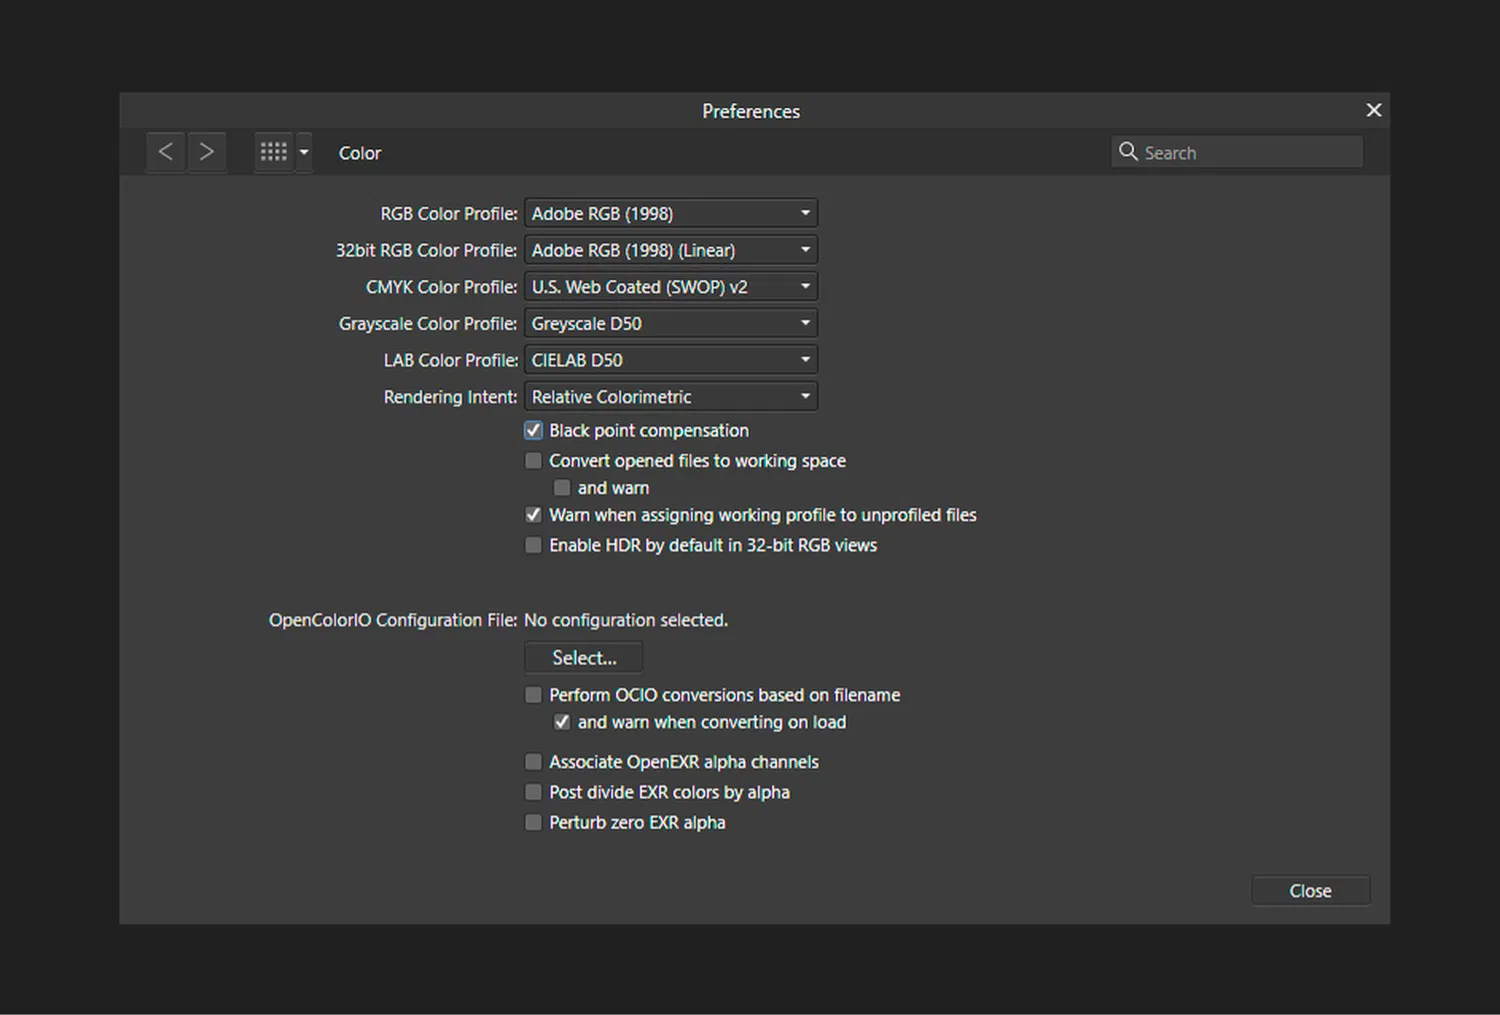 Preferences
Color
Search
RGB Color Profile: Adobe RGB (1998)
32bit RGB Color Profile: Adobe RGB (1998) (Linear)
CMYK Color Profile: U.S. Web Coated (SWOP) v2
Grayscale Color Profile: Greyscale D50
LAB Color Profile: CIELAB D50
Rendering Intent: Relative Colorimetric
Black point compensation
Convert opened files to working space
and warn
Warn when assigning working profile to unprofiled files
Enable HDR by default in 32-bit RGB views
OpenColorIO Configuration File: No configuration selected.
Select...
Perform OCIO conversions based on filename
and warn when converting on load
Associate OpenEXR alpha channels
Post divide EXR colors by alpha
Perturb zero EXR alpha
Close